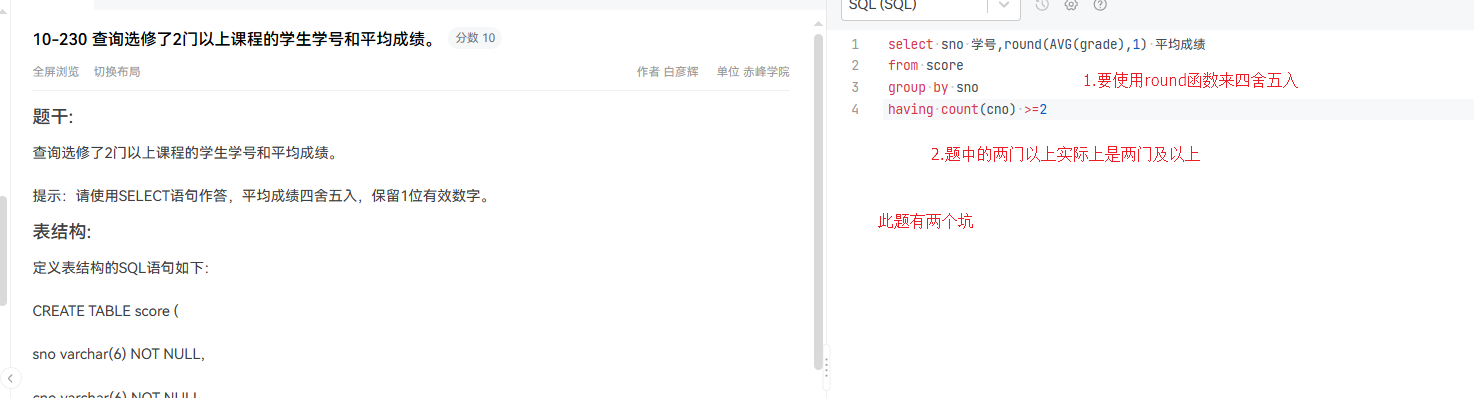 SQL (SQL)
10-230 查询选修了2门以上课程的学生学号和平均成绩。 分数 10
全屏浏览 切换布局 作者 白彦辉 单位 赤峰学院
题干:
查询选修了2门以上课程的学生学号和平均成绩。
提示：请使用SELECT语句作答，平均成绩四舍五入，保留1位有效数字。
表结构:
定义表结构的SQL语句如下：
CREATE TABLE score (
sno varchar(6) NOT NULL,
cno varchar(6) NOT NULL,
1 select sno 学号,round(AVG(grade),1) 平均成绩
2 from score
3 group by sno
4 having count(cno) >=2
1.要使用round函数来四舍五入
2.题中的两门以上实际上是两门及以上
此题有两个坑